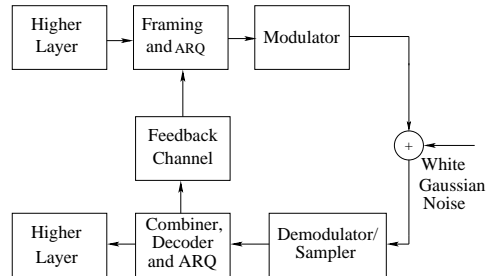 Higher
Layer
Framing
and ARQ
Modulator
Feedback
Channel
+
White
Gaussian
Noise
Higher
Layer
Combiner,
Decoder
and ARQ
Demodulator/
Sampler